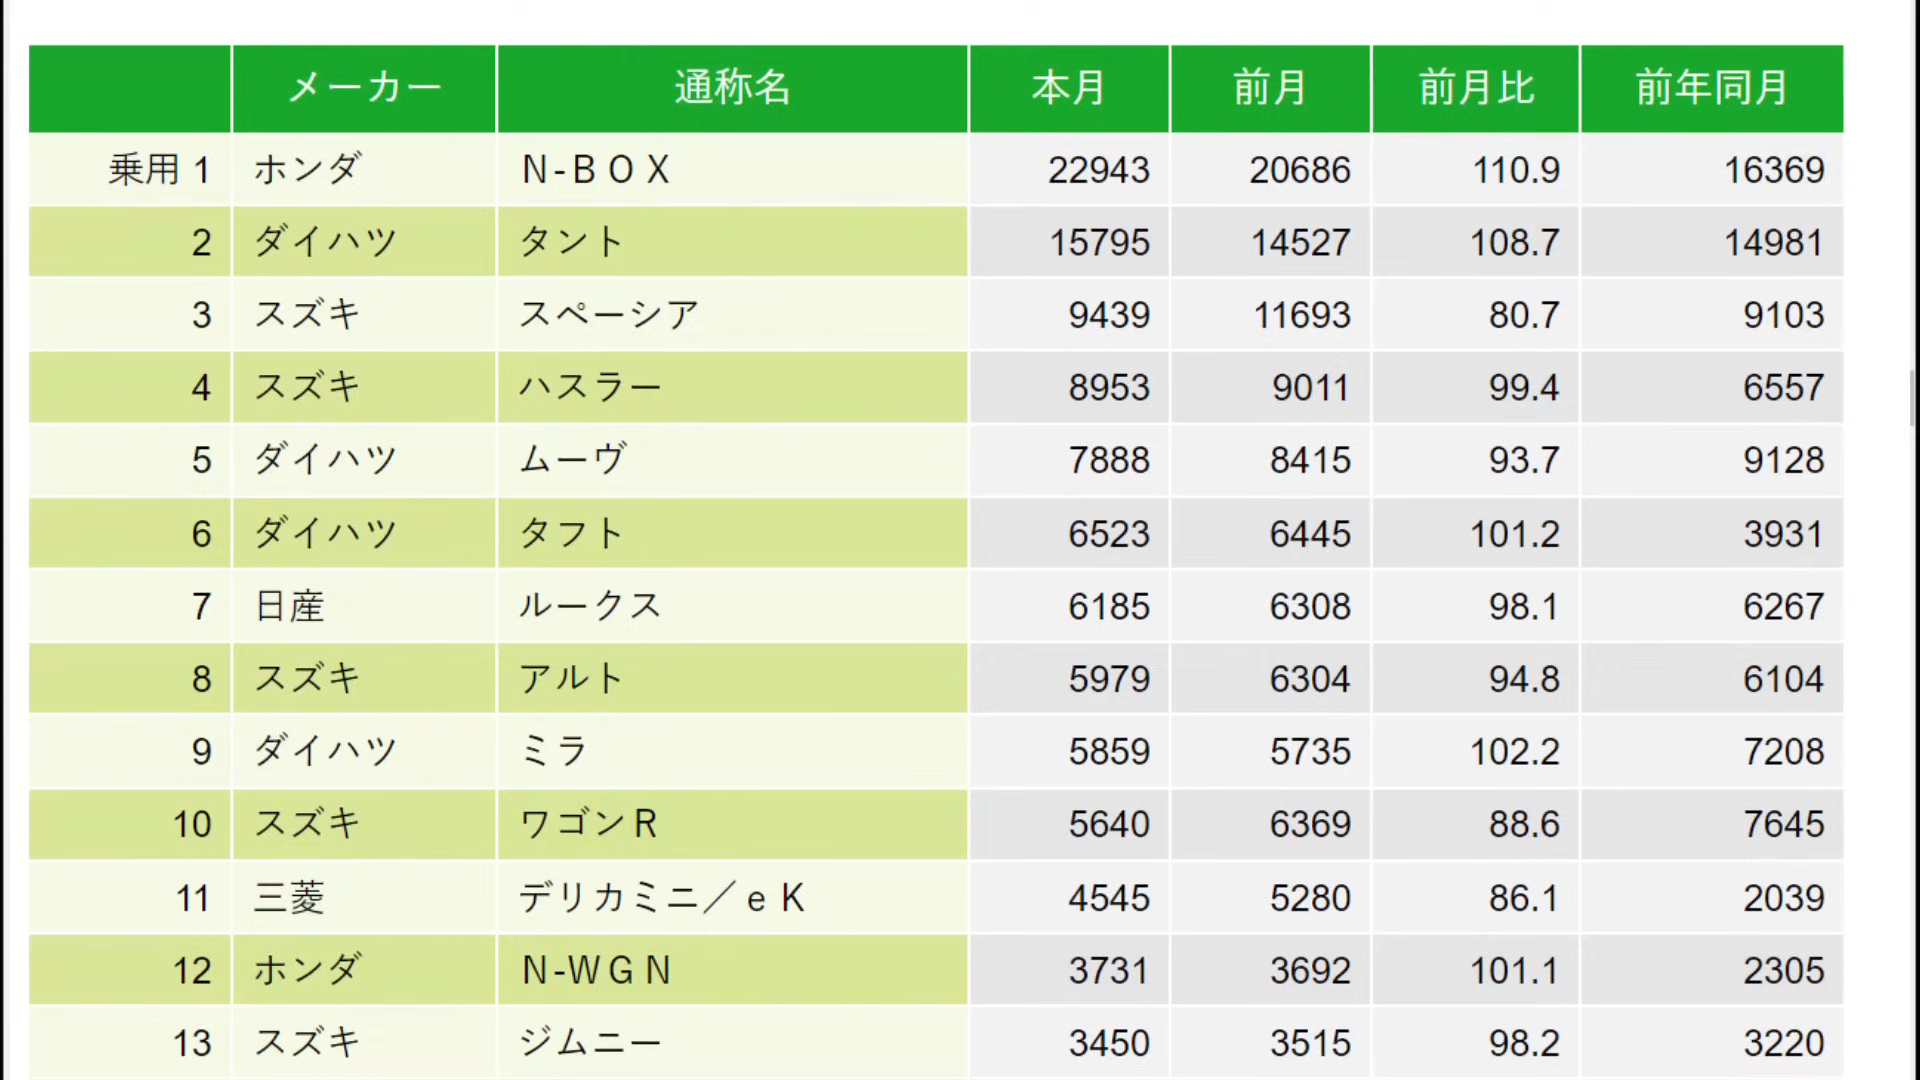 メーカー 通称名 本月 前月 前月比 前年同月
乗用 1 ホンダ N-BOX 22943 20686 110.9 16369
2 ダイハツ タント 15795 14527 108.7 14981
3 スズキ スペーシア 9439 11693 80.7 9103
4 スズキ ハスラー 8953 9011 99.4 6557
5 ダイハツ ムーヴ 7888 8415 93.7 9128
6 ダイハツ タフト 6523 6445 101.2 3931
7 日産 ルークス 6185 6308 98.1 6267
8 スズキ アルト 5979 6304 94.8 6104
9 ダイハツ ミラ 5859 5735 102.2 7208
10 スズキ ワゴンR 5640 6369 88.6 7645
11 三菱 デリカミニ／eK 4545 5280 86.1 2039
12 ホンダ N-WGN 3731 3692 101.1 2305
13 スズキ ジムニー 3450 3515 98.2 3220